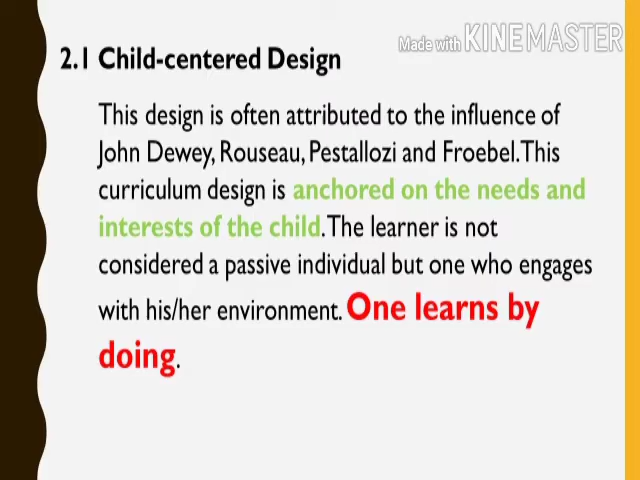 Made with KINEMASTER
2.1 Child-centered Design
This design is often attributed to the influence of
John Dewey, Rouseau, Pestallozi and Froebel.This
curriculum design is anchored on the needs and
interests of the child.The learner is not
considered a passive individual but one who engages
with his/her environment. One learns by
doing.